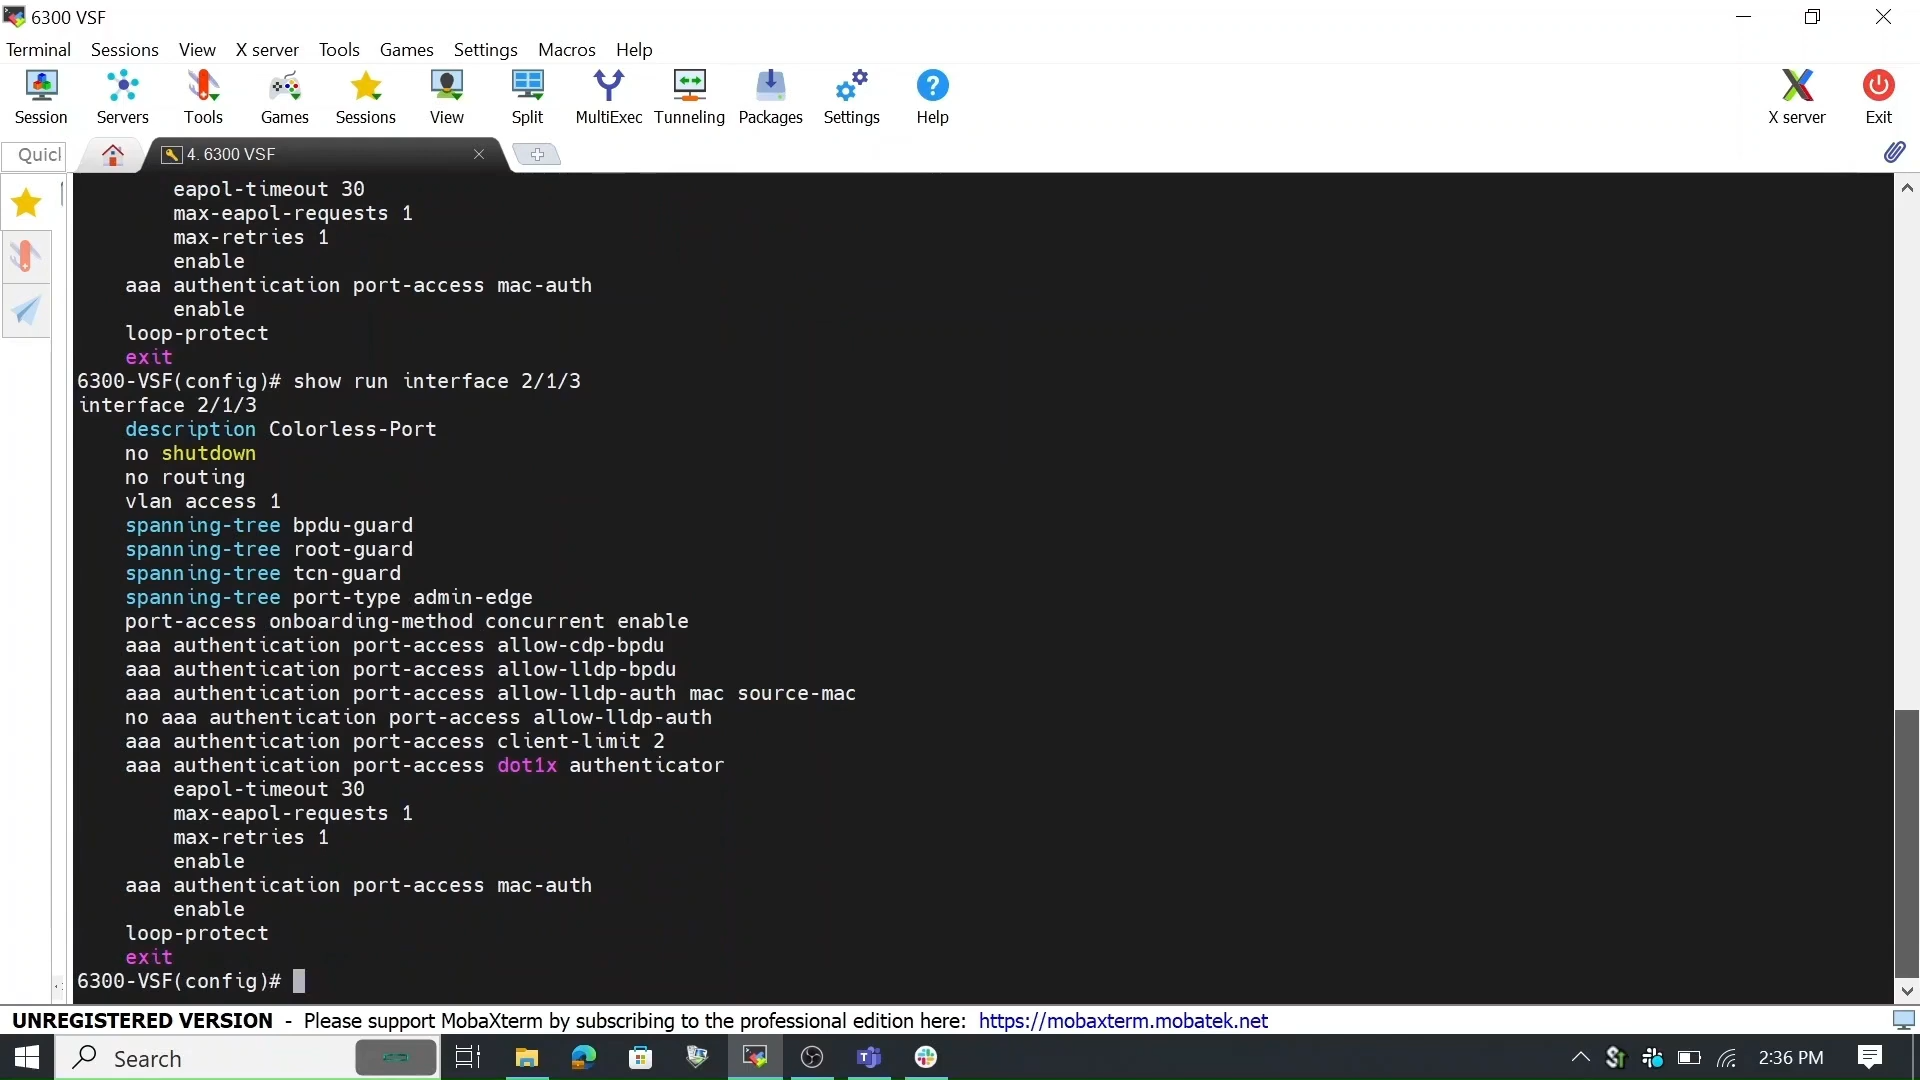 6300 VSF
Terminal Sessions View X server Tools Games Settings Macros Help
Session Servers Tools Games Sessions View Split MultiExec Tunneling Packages Settings Help X server Exit
Quicl 4. 6300 VSF
eapol-timeout 30
max-eapol-requests 1
max-retries 1
enable
aaa authentication port-access mac-auth
enable
loop-protect
exit
6300-VSF(config)# show run interface 2/1/3
interface 2/1/3
description Colorless-Port
no shutdown
no routing
vlan access 1
spanning-tree bpdu-guard
spanning-tree root-guard
spanning-tree tcn-guard
spanning-tree port-type admin-edge
port-access onboarding-method concurrent enable
aaa authentication port-access allow-cdp-bpdu
aaa authentication port-access allow-lldp-bpdu
aaa authentication port-access allow-lldp-auth mac source-mac
no aaa authentication port-access allow-lldp-auth
aaa authentication port-access client-limit 2
aaa authentication port-access dot1x authenticator
eapol-timeout 30
max-eapol-requests 1
max-retries 1
enable
aaa authentication port-access mac-auth
enable
loop-protect
exit
6300-VSF(config)#
UNREGISTERED VERSION - Please support MobaXterm by subscribing to the professional edition here: https://mobaxterm.mobatek.net
Search 2:36 PM